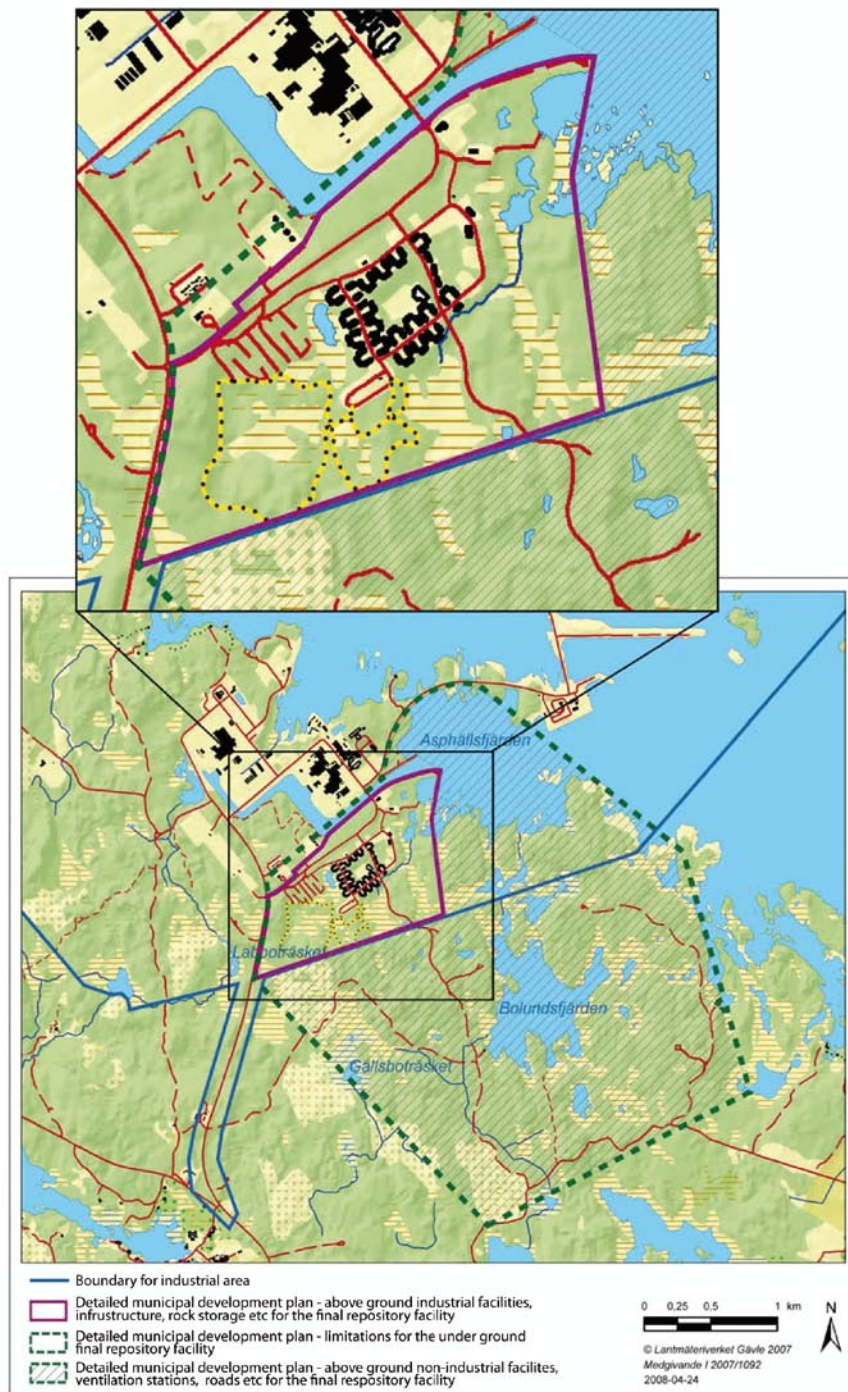 Asphällsfjärden
Labboträsket
Bolundsfjärden
Gällsboträsket
Boundary for industrial area
Detailed municipal development plan - above ground industrial facilities,
infrustructure, rock storage etc for the final repository facility
Detailed municipal development plan - limitations for the under ground
final repository facility
Detailed municipal development plan - above ground non-industrial facilites,
ventilation stations, roads etc for the final respository facility
0 0,25 0,5 1 km
N
© Lantmäteriverket Gävle 2007
Medgivande I 2007/1092
2008-04-24